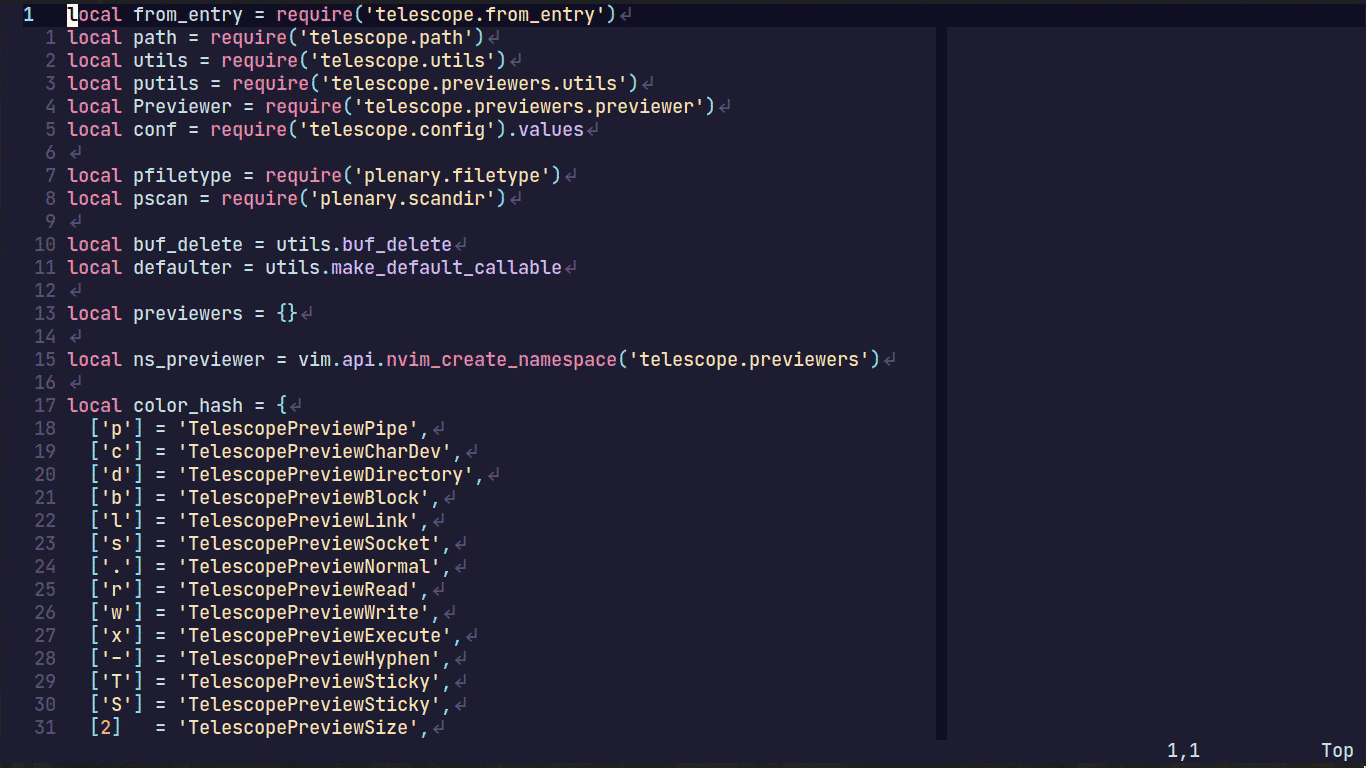 1   local from_entry = require('telescope.from_entry')↲
  1 local path = require('telescope.path')↲
  2 local utils = require('telescope.utils')↲
  3 local putils = require('telescope.previewers.utils')↲
  4 local Previewer = require('telescope.previewers.previewer')↲
  5 local conf = require('telescope.config').values↲
  6 ↲
  7 local pfiletype = require('plenary.filetype')↲
  8 local pscan = require('plenary.scandir')↲
  9 ↲
 10 local buf_delete = utils.buf_delete↲
 11 local defaulter = utils.make_default_callable↲
 12 ↲
 13 local previewers = {}↲
 14 ↲
 15 local ns_previewer = vim.api.nvim_create_namespace('telescope.previewers')↲
 16 ↲
 17 local color_hash = {↲
 18   ['p'] = 'TelescopePreviewPipe',↲
 19   ['c'] = 'TelescopePreviewCharDev',↲
 20   ['d'] = 'TelescopePreviewDirectory',↲
 21   ['b'] = 'TelescopePreviewBlock',↲
 22   ['l'] = 'TelescopePreviewLink',↲
 23   ['s'] = 'TelescopePreviewSocket',↲
 24   ['.'] = 'TelescopePreviewNormal',↲
 25   ['r'] = 'TelescopePreviewRead',↲
 26   ['w'] = 'TelescopePreviewWrite',↲
 27   ['x'] = 'TelescopePreviewExecute',↲
 28   ['-'] = 'TelescopePreviewHyphen',↲
 29   ['T'] = 'TelescopePreviewSticky',↲
 30   ['S'] = 'TelescopePreviewSticky',↲
 31   [2]   = 'TelescopePreviewSize',↲
1,1 Top